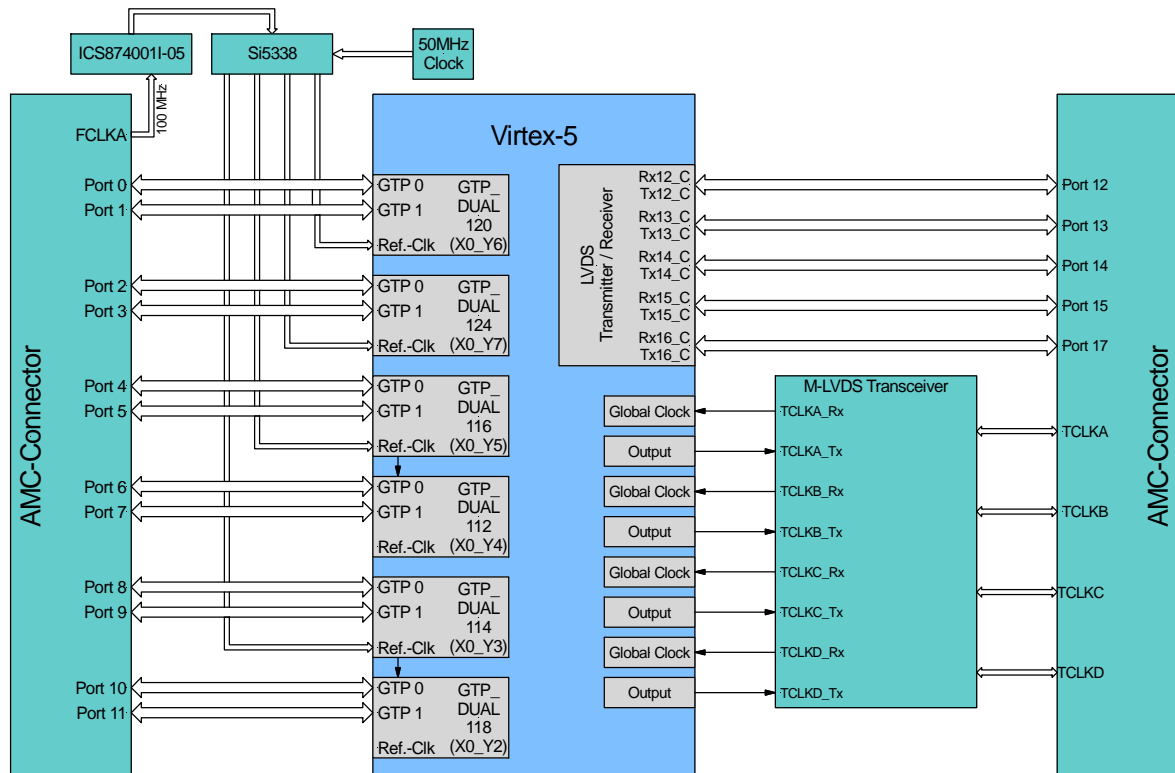 ICS874001I-05
Si5338
50MHz
Clock
100 MHz
FCLKA
AMC-Connector
Port 0
Port 1
Port 2
Port 3
Port 4
Port 5
Port 6
Port 7
Port 8
Port 9
Port 10
Port 11
Virtex-5
GTP 0
GTP 1
Ref.-Clk
GTP_
DUAL
120
(X0_Y6)
GTP 0
GTP 1
Ref.-Clk
GTP_
DUAL
124
(X0_Y7)
GTP 0
GTP 1
Ref.-Clk
GTP_
DUAL
116
(X0_Y5)
GTP 0
GTP 1
Ref.-Clk
GTP_
DUAL
112
(X0_Y4)
GTP 0
GTP 1
Ref.-Clk
GTP_
DUAL
114
(X0_Y3)
GTP 0
GTP 1
Ref.-Clk
GTP_
DUAL
118
(X0_Y2)
LVDS
Transmitter / Receiver
Rx12_C
Tx12_C
Rx13_C
Tx13_C
Rx14_C
Tx14_C
Rx15_C
Tx15_C
Rx16_C
Tx16_C
Global Clock
Output
Global Clock
Output
Global Clock
Output
Global Clock
Output
M-LVDS Transceiver
TCLKA_Rx
TCLKA_Tx
TCLKB_Rx
TCLKB_Tx
TCLKC_Rx
TCLKC_Tx
TCLKD_Rx
TCLKD_Tx
Port 12
Port 13
Port 14
Port 15
Port 17
TCLKA
TCLKB
TCLKC
TCLKD
AMC-Connector